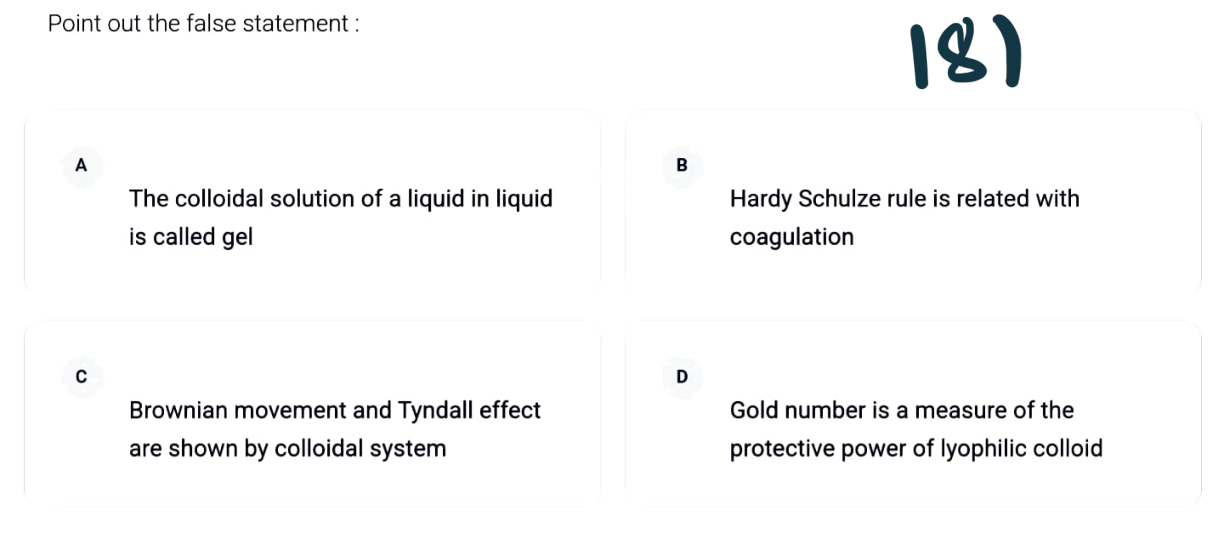 Point out the false statement :
181
A
The colloidal solution of a liquid in liquid
is called gel
B
Hardy Schulze rule is related with
coagulation
C
Brownian movement and Tyndall effect
are shown by colloidal system
D
Gold number is a measure of the
protective power of lyophilic colloid